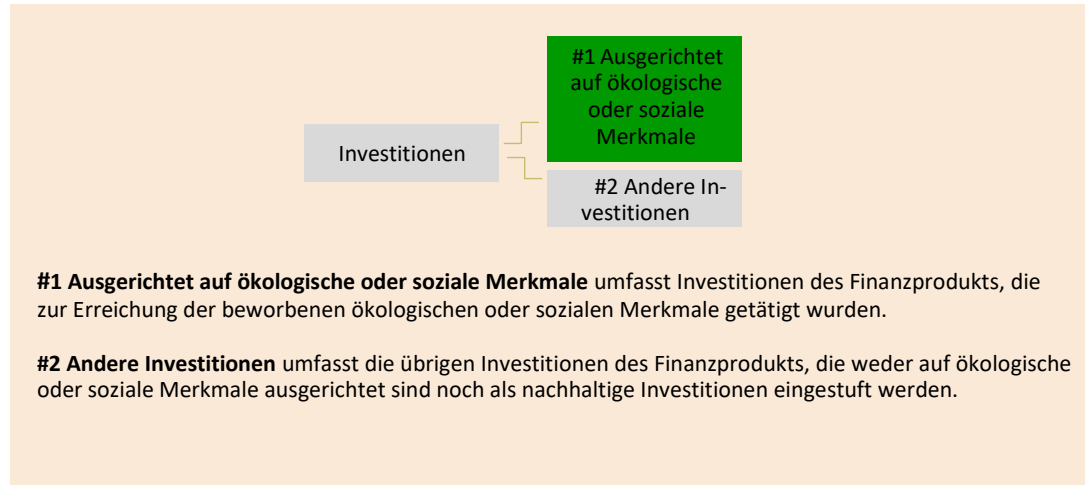 #1 Ausgerichtet
auf ökologische
oder soziale
Merkmale
Investitionen
#2 Andere In-
vestitionen
#1 Ausgerichtet auf ökologische oder soziale Merkmale umfasst Investitionen des Finanzprodukts, die
zur Erreichung der beworbenen ökologischen oder sozialen Merkmale getätigt wurden.
#2 Andere Investitionen umfasst die übrigen Investitionen des Finanzprodukts, die weder auf ökologische
oder soziale Merkmale ausgerichtet sind noch als nachhaltige Investitionen eingestuft werden.